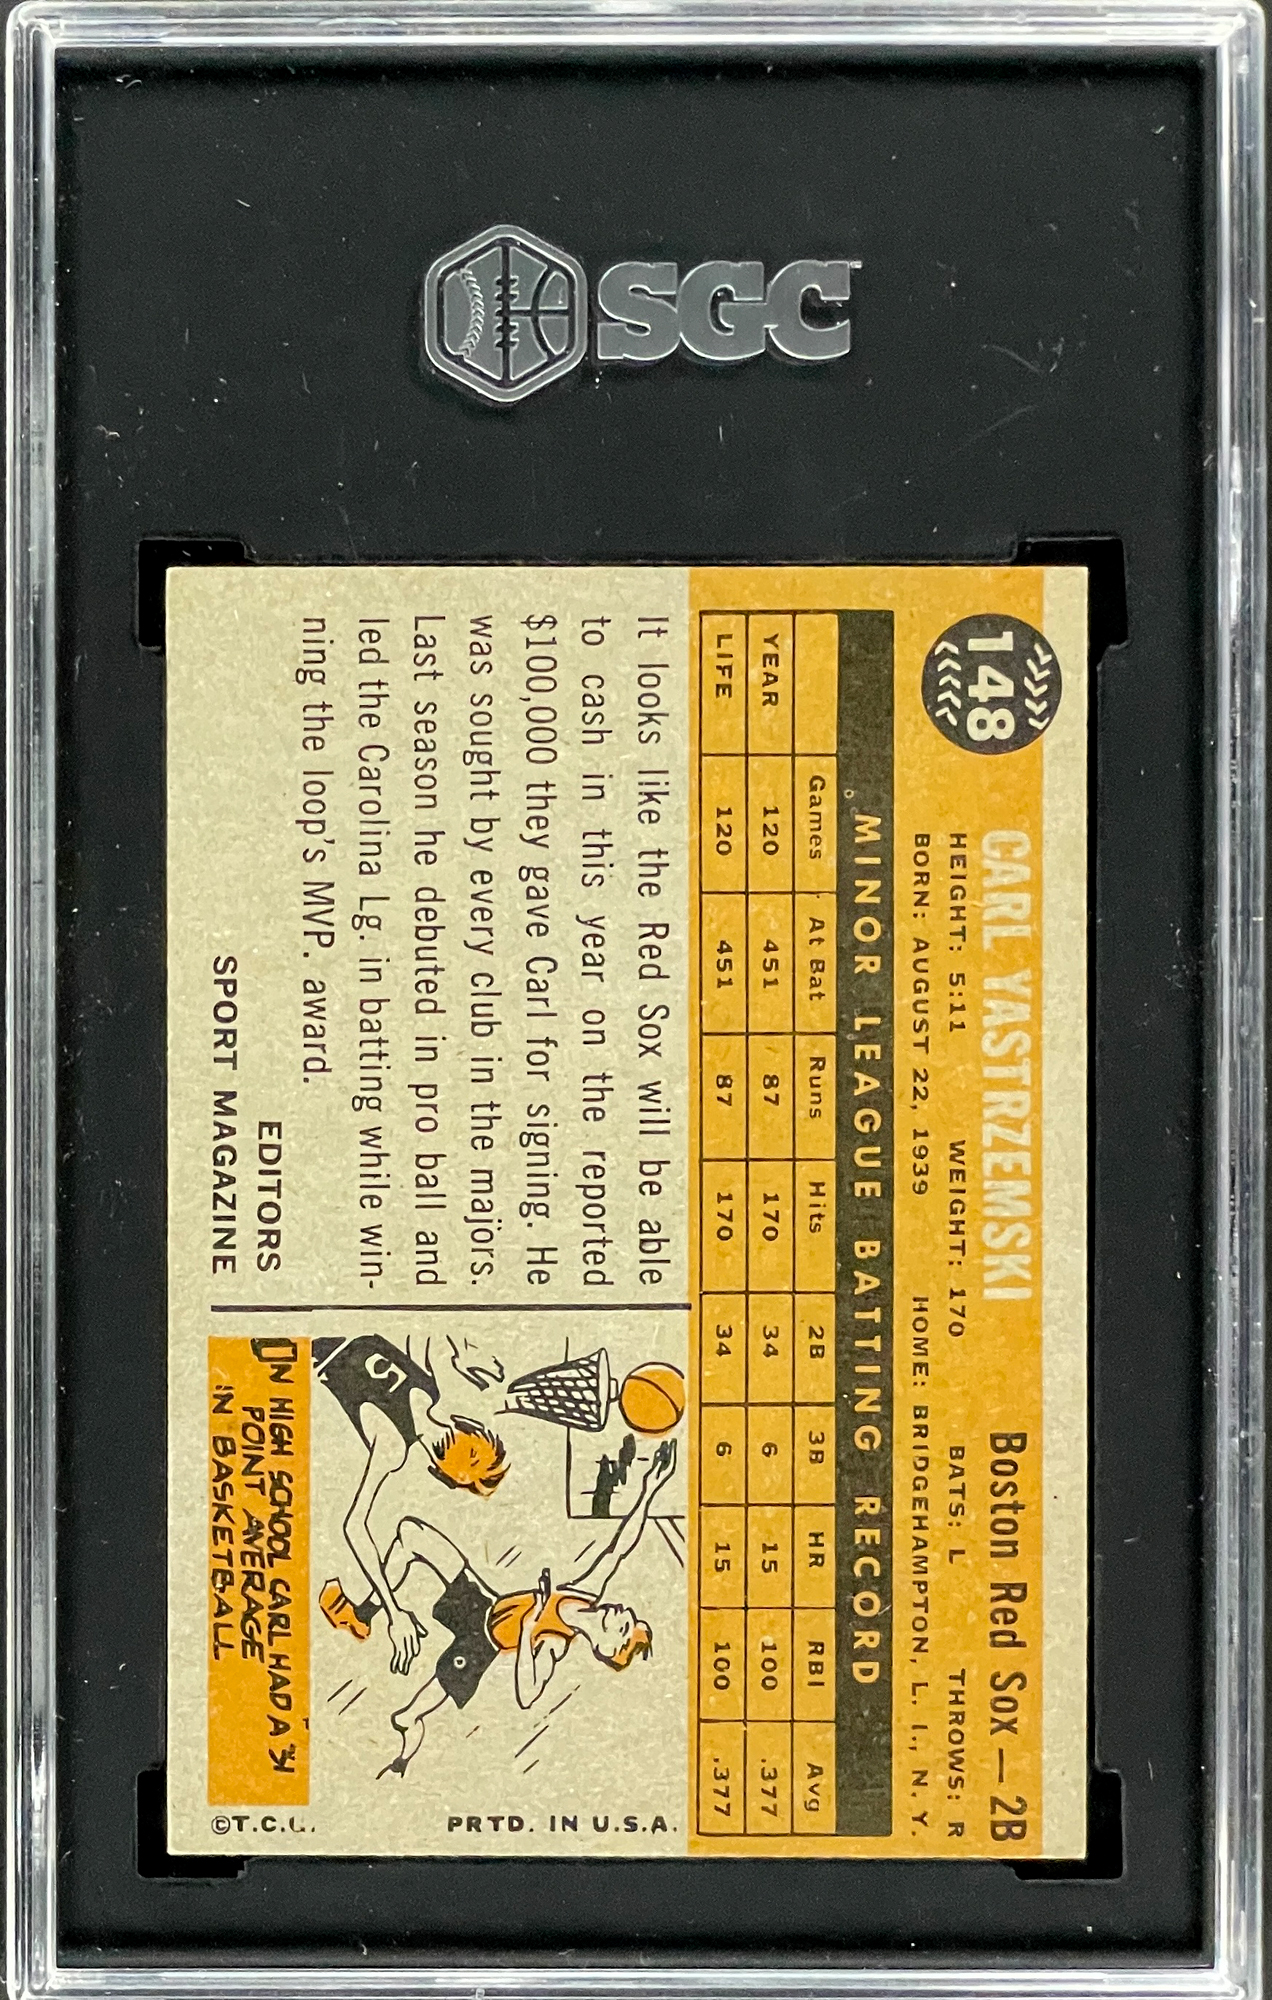 SGC
148
CARL YASTRZEMSKI Boston Red Sox — 2B
HEIGHT: 5:11 WEIGHT: 170 BATS: L THROWS: R
BORN: AUGUST 22, 1939 HOME: BRIDGEHAMPTON, L. I., N. Y.
MINOR LEAGUE BATTING RECORD
Games At Bat Runs Hits 2B 3B HR RBI Avg
YEAR 120 451 87 170 34 6 15 100 .377
LIFE 120 451 87 170 34 6 15 100 .377
It looks like the Red Sox will be able
to cash in this year on the reported
$100,000 they gave Carl for signing. He
was sought by every club in the majors.
Last season he debuted in pro ball and
led the Carolina Lg. in batting while win-
ning the loop's MVP. award.
EDITORS
SPORT MAGAZINE
5
IN HIGH SCHOOL CARL HAD A 34
POINT AVERAGE
IN BASKETBALL
PRTD. IN U.S.A.
©T.C.G.